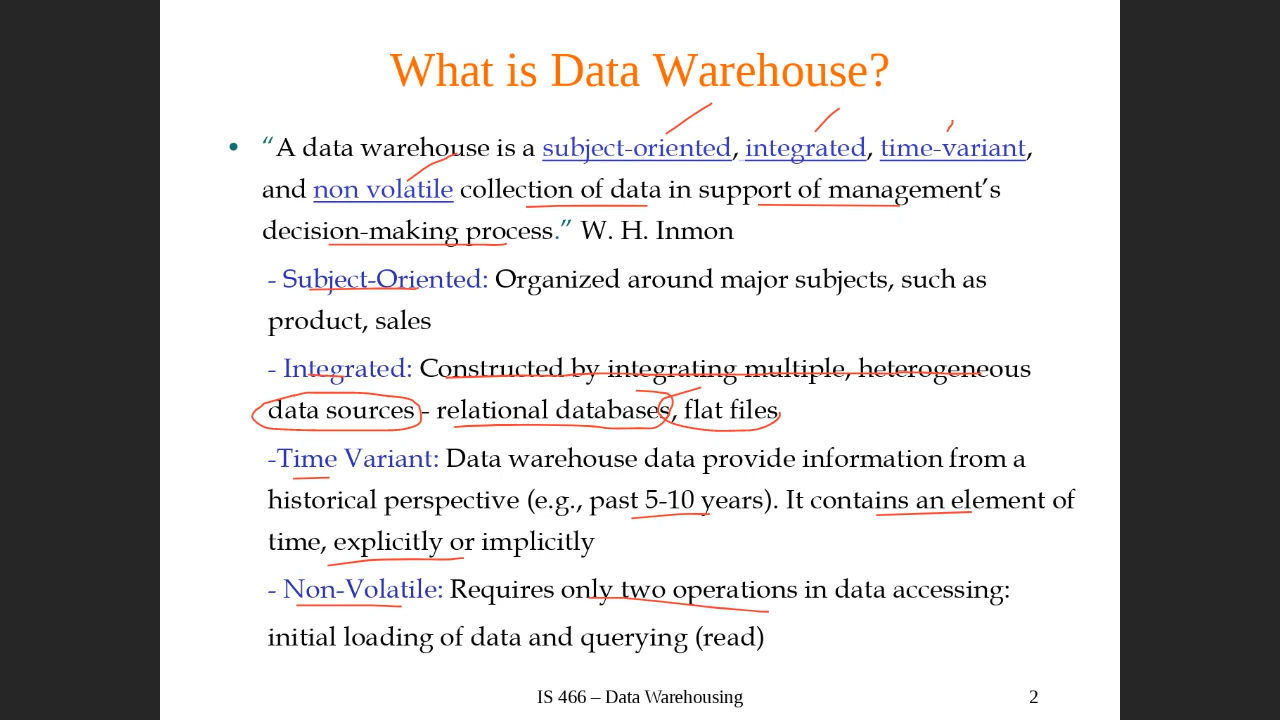 What is Data Warehouse?
• “A data warehouse is a subject-oriented, integrated, time-variant,
and non volatile collection of data in support of management’s
decision-making process.” W. H. Inmon
- Subject-Oriented: Organized around major subjects, such as
product, sales
- Integrated: Constructed by integrating multiple, heterogeneous
data sources - relational databases, flat files
-Time Variant: Data warehouse data provide information from a
historical perspective (e.g., past 5-10 years). It contains an element of
time, explicitly or implicitly
- Non-Volatile: Requires only two operations in data accessing:
initial loading of data and querying (read)
IS 466 – Data Warehousing
2